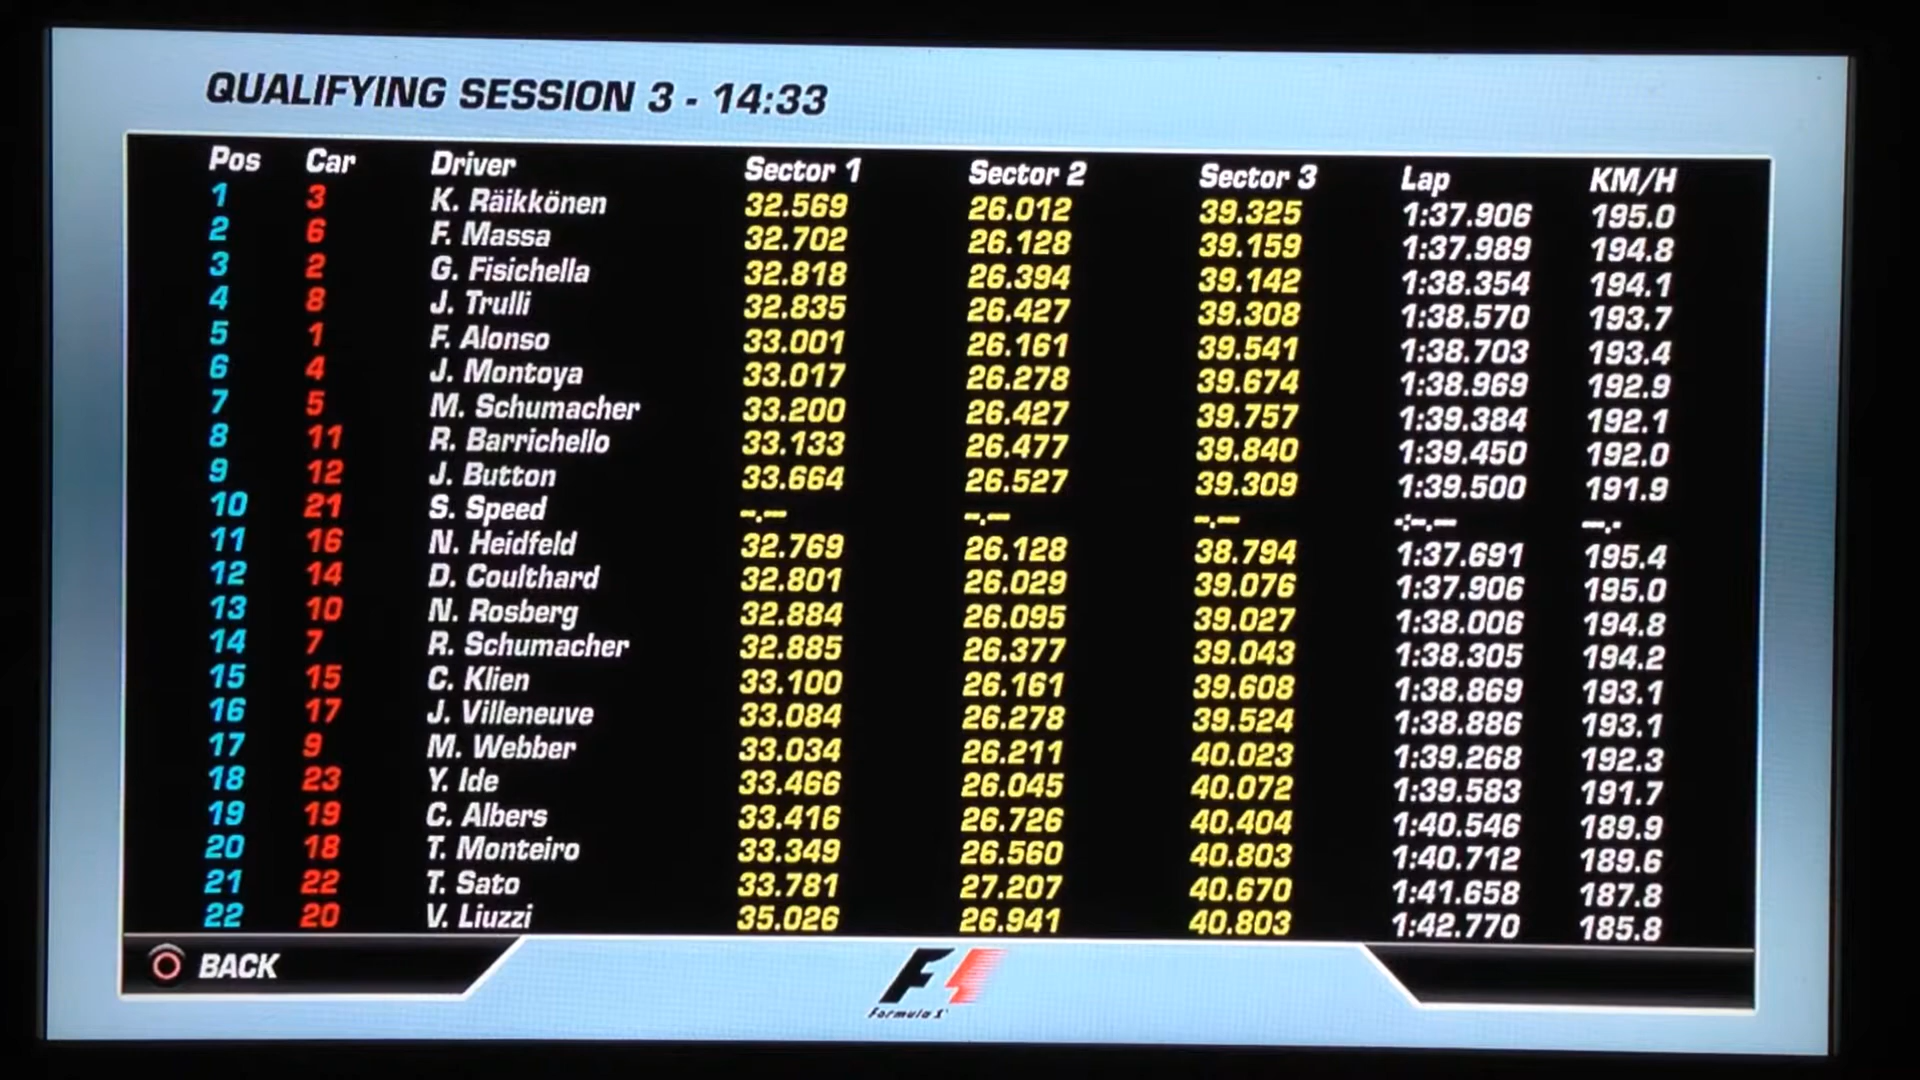 QUALIFYING SESSION 3 - 14:33
Pos Car Driver Sector 1 Sector 2 Sector 3 Lap KM/H
1 3 K. Räikkönen 32.569 26.012 39.325 1:37.906 195.0
2 6 F. Massa 32.702 26.128 39.159 1:37.989 194.8
3 2 G. Fisichella 32.818 26.394 39.142 1:38.354 194.1
4 8 J. Trulli 32.835 26.427 39.308 1:38.570 193.7
5 1 F. Alonso 33.001 26.161 39.541 1:38.703 193.4
6 4 J. Montoya 33.017 26.278 39.674 1:38.969 192.9
7 5 M. Schumacher 33.200 26.427 39.757 1:39.384 192.1
8 11 R. Barrichello 33.133 26.477 39.840 1:39.450 192.0
9 12 J. Button 33.664 26.527 39.309 1:39.500 191.9
10 21 S. Speed --.--- --.--- --.--- -:--.--- ---.-
11 16 N. Heidfeld 32.769 26.128 38.794 1:37.691 195.4
12 14 D. Coulthard 32.801 26.029 39.076 1:37.906 195.0
13 10 N. Rosberg 32.884 26.095 39.027 1:38.006 194.8
14 7 R. Schumacher 32.885 26.377 39.043 1:38.305 194.2
15 15 C. Klien 33.100 26.161 39.608 1:38.869 193.1
16 17 J. Villeneuve 33.084 26.278 39.524 1:38.886 193.1
17 9 M. Webber 33.034 26.211 40.023 1:39.268 192.3
18 23 Y. Ide 33.466 26.045 40.072 1:39.583 191.7
19 19 C. Albers 33.416 26.726 40.404 1:40.546 189.9
20 18 T. Monteiro 33.349 26.560 40.803 1:40.712 189.6
21 22 T. Sato 33.781 27.207 40.670 1:41.658 187.8
22 20 V. Liuzzi 35.026 26.941 40.803 1:42.770 185.8
BACK
F1
Formula 1